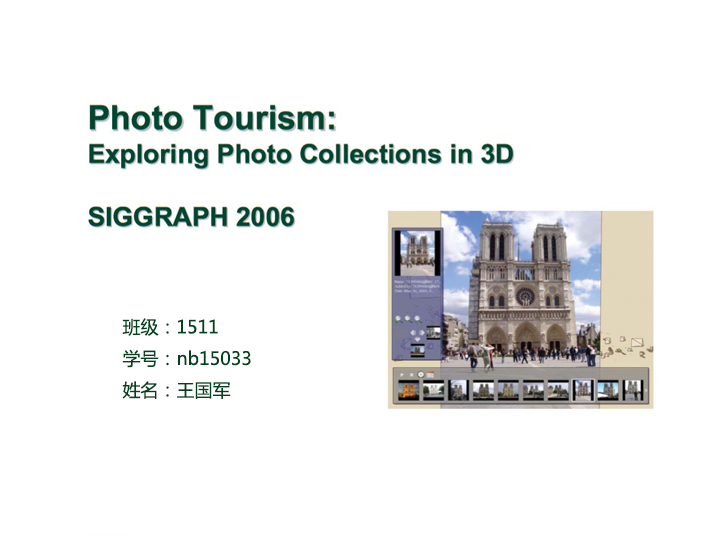 Photo Tourism:
Exploring Photo Collections in 3D
SIGGRAPH 2006
班级：1511
学号：nb15033
姓名：王国军